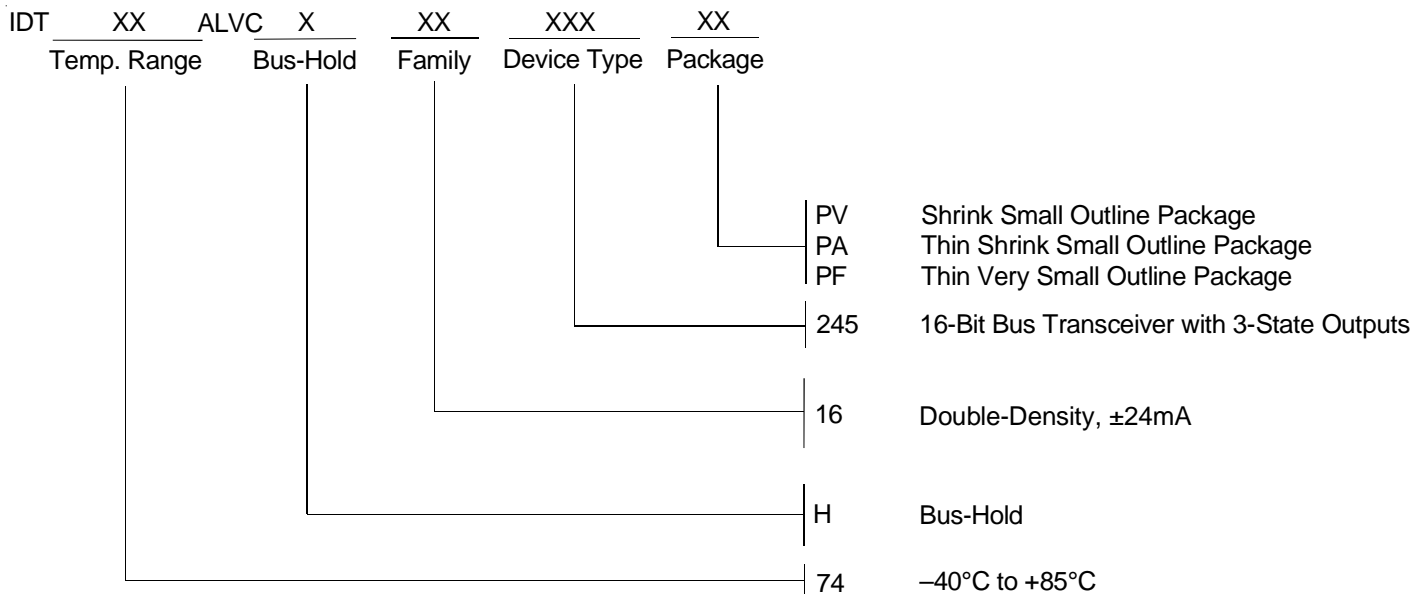 IDT XX ALVC X XX XXX XX
Temp. Range Bus-Hold Family Device Type Package
PV Shrink Small Outline Package
PA Thin Shrink Small Outline Package
PF Thin Very Small Outline Package
245 16-Bit Bus Transceiver with 3-State Outputs
16 Double-Density, ±24mA
H Bus-Hold
74 –40°C to +85°C